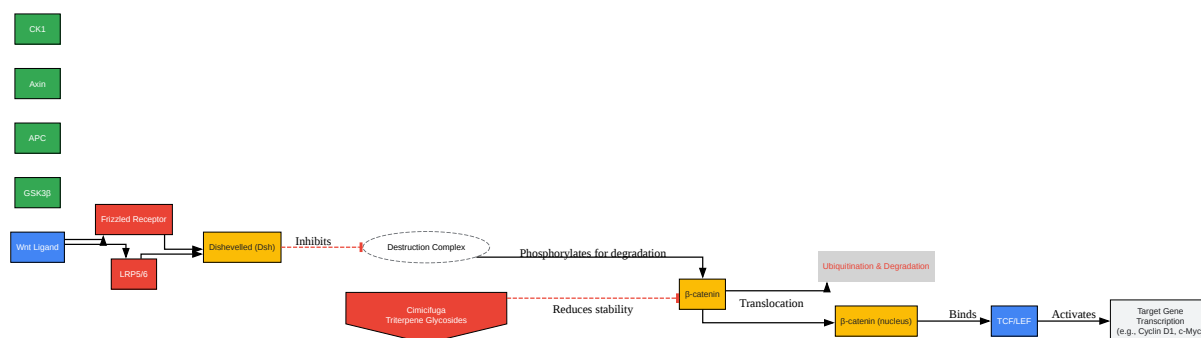 CK1
Axin
APC
GSK3β
Frizzled Receptor
Wnt Ligand
LRP5/6
Dishevelled (Dsh)
Inhibits
Destruction Complex
Phosphorylates for degradation
Ubiquitination & Degradation
Cimicifuga
Triterpene Glycosides
Reduces stability
β-catenin
Translocation
β-catenin (nucleus)
Binds
TCF/LEF
Activates
Target Gene
Transcription
(e.g., Cyclin D1, c-Myc